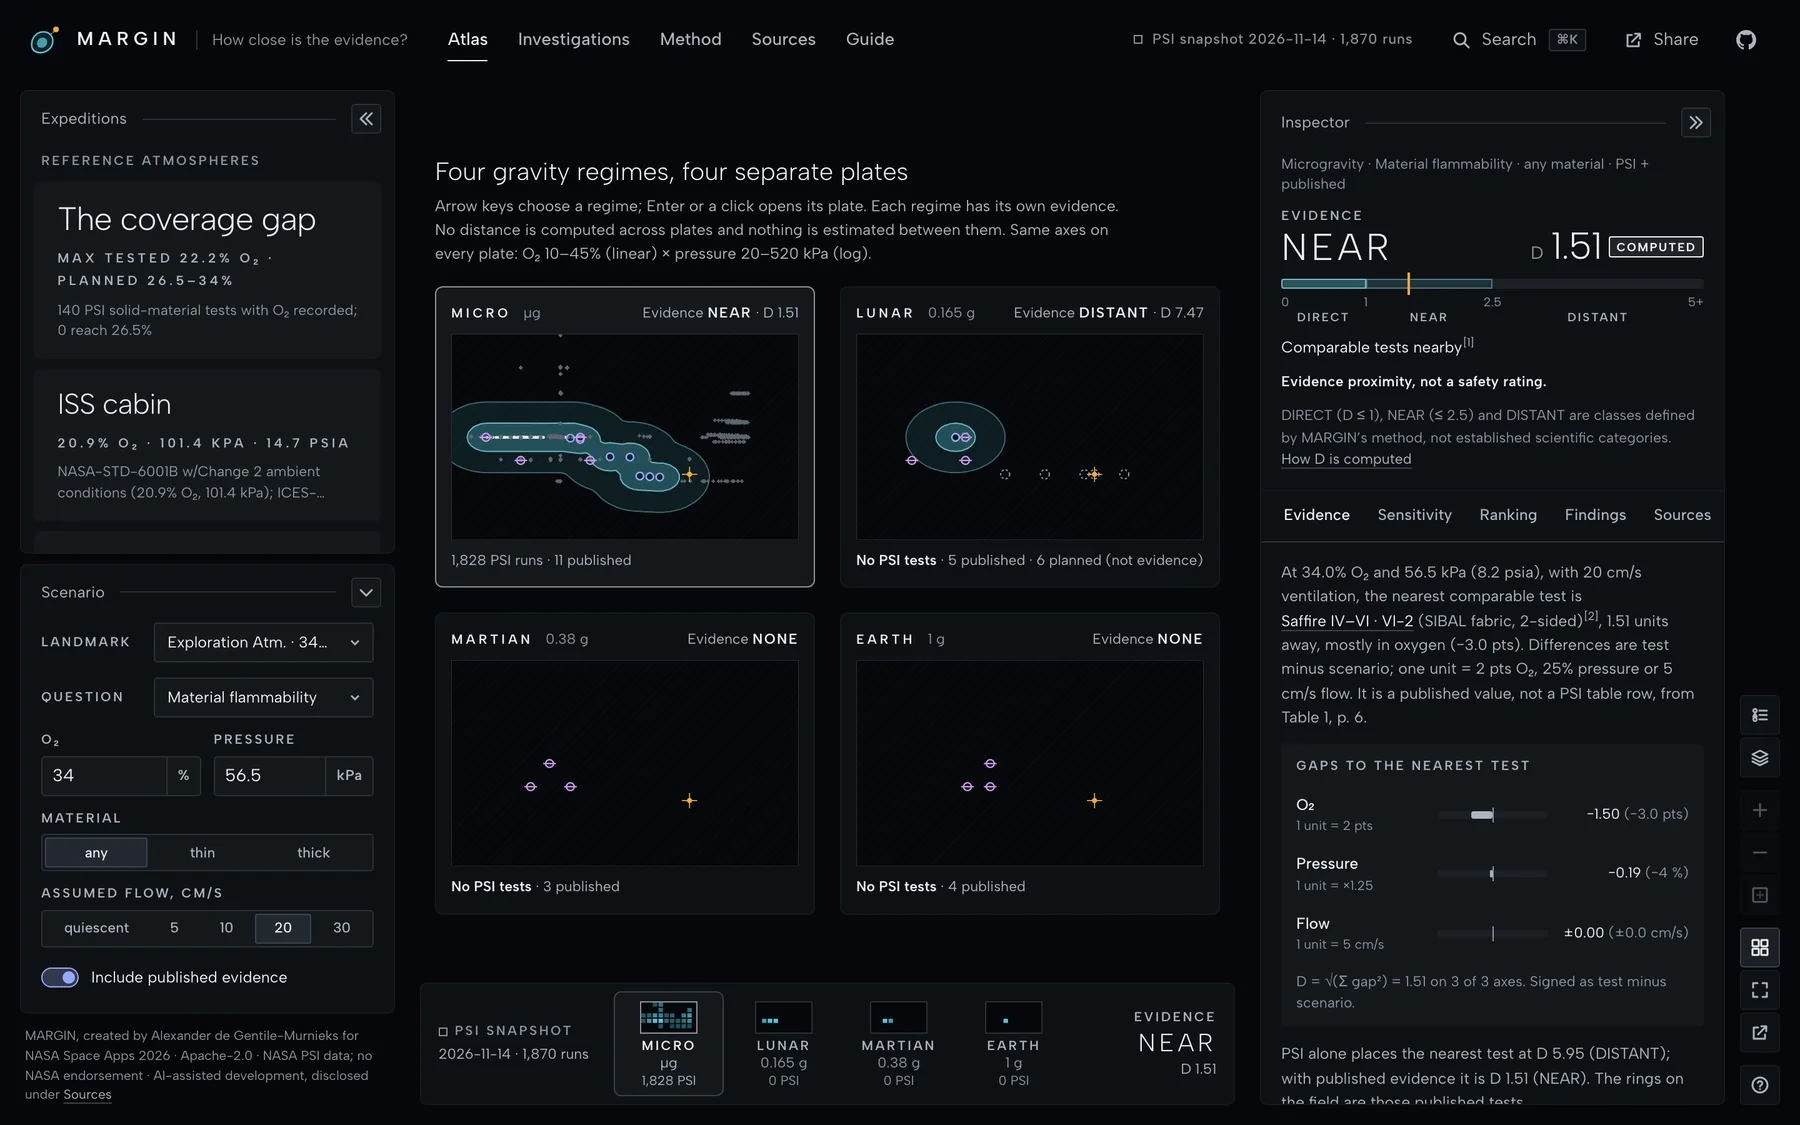 MARGIN
How close is the evidence?
Atlas
Investigations
Method
Sources
Guide
PSI snapshot 2026-11-14 · 1,870 runs
Search
⌘K
Share
Expeditions
REFERENCE ATMOSPHERES
The coverage gap
MAX TESTED 22.2% O₂ ·
PLANNED 26.5–34%
140 PSI solid-material tests with O₂ recorded;
0 reach 26.5%
ISS cabin
20.9% O₂ · 101.4 KPA · 14.7 PSIA
NASA-STD-6001B w/Change 2 ambient
conditions (20.9% O₂, 101.4 kPa); ICES-…
Scenario
LANDMARK
Exploration Atm. · 34…
QUESTION
Material flammability
O₂
PRESSURE
34
%
56.5
kPa
MATERIAL
any
thin
thick
ASSUMED FLOW, CM/S
quiescent
5
10
20
30
Include published evidence
MARGIN, created by Alexander de Gentile-Murnieks for
NASA Space Apps 2026 · Apache-2.0 · NASA PSI data; no
NASA endorsement · AI-assisted development, disclosed
under Sources
Four gravity regimes, four separate plates
Arrow keys choose a regime; Enter or a click opens its plate. Each regime has its own evidence.
No distance is computed across plates and nothing is estimated between them. Same axes on
every plate: O₂ 10–45% (linear) × pressure 20–520 kPa (log).
MICRO µg
Evidence NEAR · D 1.51
1,828 PSI runs · 11 published
LUNAR 0.165 g
Evidence DISTANT · D 7.47
No PSI tests · 5 published · 6 planned (not evidence)
MARTIAN 0.38 g
Evidence NONE
No PSI tests · 3 published
EARTH 1 g
Evidence NONE
No PSI tests · 4 published
PSI SNAPSHOT
2026-11-14 · 1,870 runs
MICRO
µg
1,828 PSI
LUNAR
0.165 g
0 PSI
MARTIAN
0.38 g
0 PSI
EARTH
1 g
0 PSI
EVIDENCE
NEAR
D 1.51
Inspector
Microgravity · Material flammability · any material · PSI +
published
EVIDENCE
NEAR
D 1.51 COMPUTED
0 1 2.5 5+
DIRECT NEAR DISTANT
Comparable tests nearby[1]
Evidence proximity, not a safety rating.
DIRECT (D ≤ 1), NEAR (≤ 2.5) and DISTANT are classes defined
by MARGIN's method, not established scientific categories.
How D is computed
Evidence
Sensitivity
Ranking
Findings
Sources
At 34.0% O₂ and 56.5 kPa (8.2 psia), with 20 cm/s
ventilation, the nearest comparable test is
Saffire IV–VI · VI-2 (SIBAL fabric, 2-sided)[2], 1.51 units
away, mostly in oxygen (−3.0 pts). Differences are test
minus scenario; one unit = 2 pts O₂, 25% pressure or 5
cm/s flow. It is a published value, not a PSI table row, from
Table 1, p. 6.
GAPS TO THE NEAREST TEST
O₂
1 unit = 2 pts
−1.50 (−3.0 pts)
Pressure
1 unit = ×1.25
−0.19 (−4 %)
Flow
1 unit = 5 cm/s
±0.00 (±0.0 cm/s)
D = √(Σ gap²) = 1.51 on 3 of 3 axes. Signed as test minus
scenario.
PSI alone places the nearest test at D 5.95 (DISTANT);
with published evidence it is D 1.51 (NEAR). The rings on
the field are those published tests.